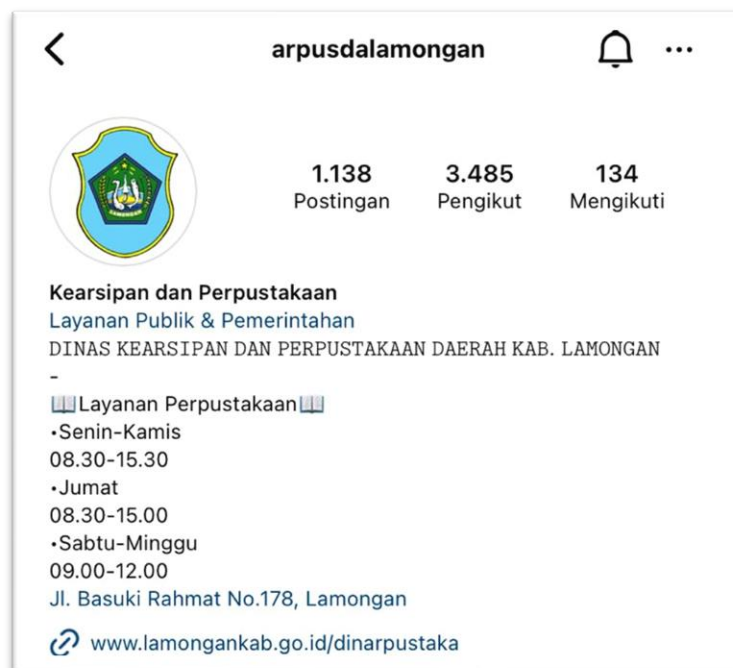 arpusdalamongan
1.138 3.485 134
Postingan Pengikut Mengikuti
LAMONGAN
Kearsipan dan Perpustakaan
Layanan Publik & Pemerintahan
DINAS KEARSIPAN DAN PERPUSTAKAAN DAERAH KAB. LAMONGAN
-
📖Layanan Perpustakaan📖
•Senin-Kamis
08.30-15.30
•Jumat
08.30-15.00
•Sabtu-Minggu
09.00-12.00
Jl. Basuki Rahmat No.178, Lamongan
www.lamongankab.go.id/dinarpustaka